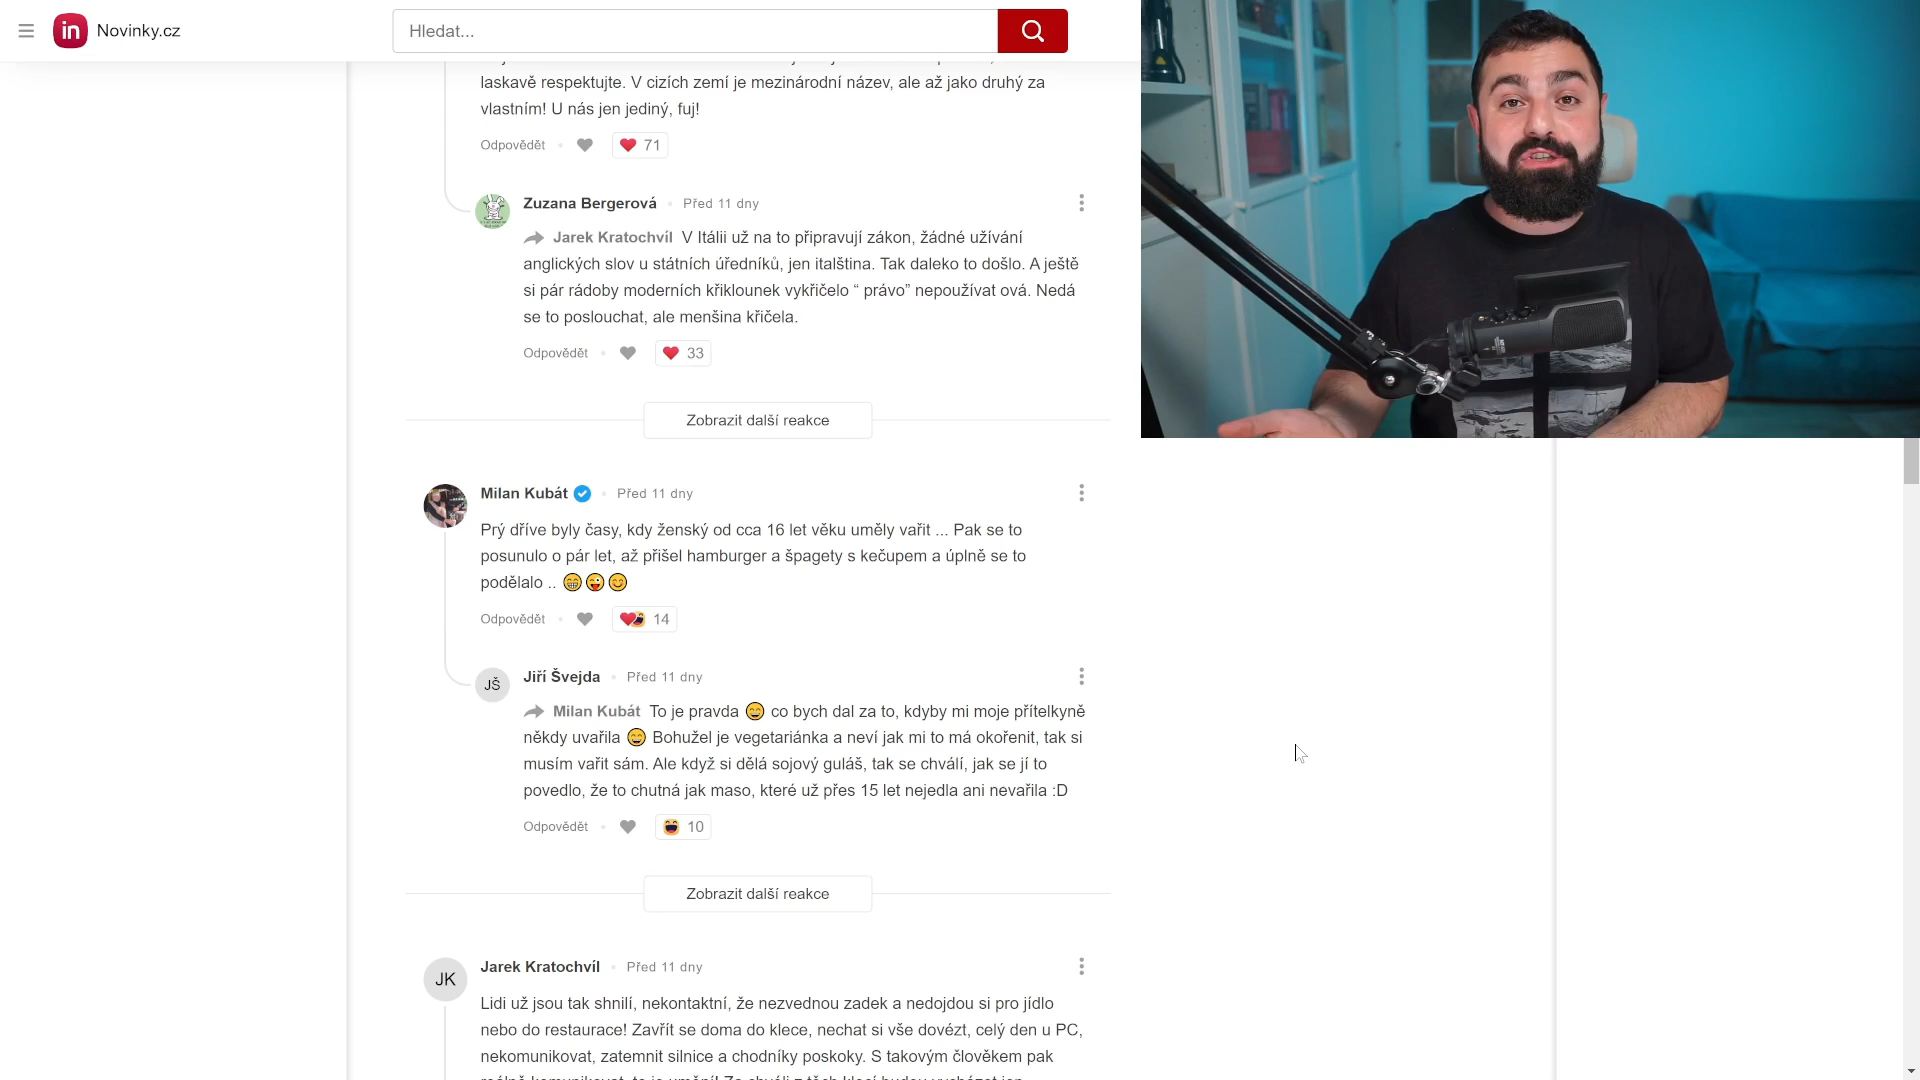 in Novinky.cz
Hledat...
laskavě respektujte. V cizích zemí je mezinárodní název, ale až jako druhý za
vlastním! U nás jen jediný, fuj!
Odpovědět 71
Zuzana Bergerová Před 11 dny
Jarek Kratochvíl V Itálii už na to připravují zákon, žádné užívání
anglických slov u státních úředníků, jen italština. Tak daleko to došlo. A ještě
si pár rádoby moderních křiklounek vykřičelo “ právo” nepoužívat ová. Nedá
se to poslouchat, ale menšina křičela.
Odpovědět 33
Zobrazit další reakce
Milan Kubát Před 11 dny
Prý dříve byly časy, kdy ženský od cca 16 let věku uměly vařit ... Pak se to
posunulo o pár let, až přišel hamburger a špagety s kečupem a úplně se to
podělalo .. 😁😜😊
Odpovědět 14
JŠ Jiří Švejda Před 11 dny
Milan Kubát To je pravda 😄 co bych dal za to, kdyby mi moje přítelkyně
někdy uvařila 😄 Bohužel je vegetariánka a neví jak mi to má okořenit, tak si
musím vařit sám. Ale když si dělá sojový guláš, tak se chválí, jak se jí to
povedlo, že to chutná jak maso, které už přes 15 let nejedla ani nevařila :D
Odpovědět 10
Zobrazit další reakce
JK Jarek Kratochvíl Před 11 dny
Lidi už jsou tak shnilí, nekontaktní, že nezvednou zadek a nedojdou si pro jídlo
nebo do restaurace! Zavřít se doma do klece, nechat si vše dovézt, celý den u PC,
nekomunikovat, zatemnit silnice a chodníky poskoky. S takovým člověkem pak